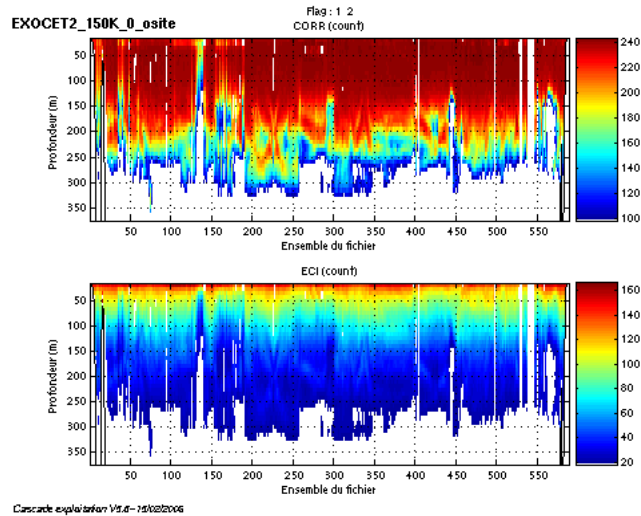 Flag : 1 2
EXOCET2_150K_0_osite
CORR (count)
50
100
150
200
250
300
350
Profondeur (m)
50 100 150 200 250 300 350 400 450 500 550
Ensemble du fichier
240
220
200
180
160
140
120
100
ECI (count)
50
100
150
200
250
300
350
Profondeur (m)
50 100 150 200 250 300 350 400 450 500 550
Ensemble du fichier
160
140
120
100
80
60
40
20
Cascade exploitation V5.6 - 15/02/2006